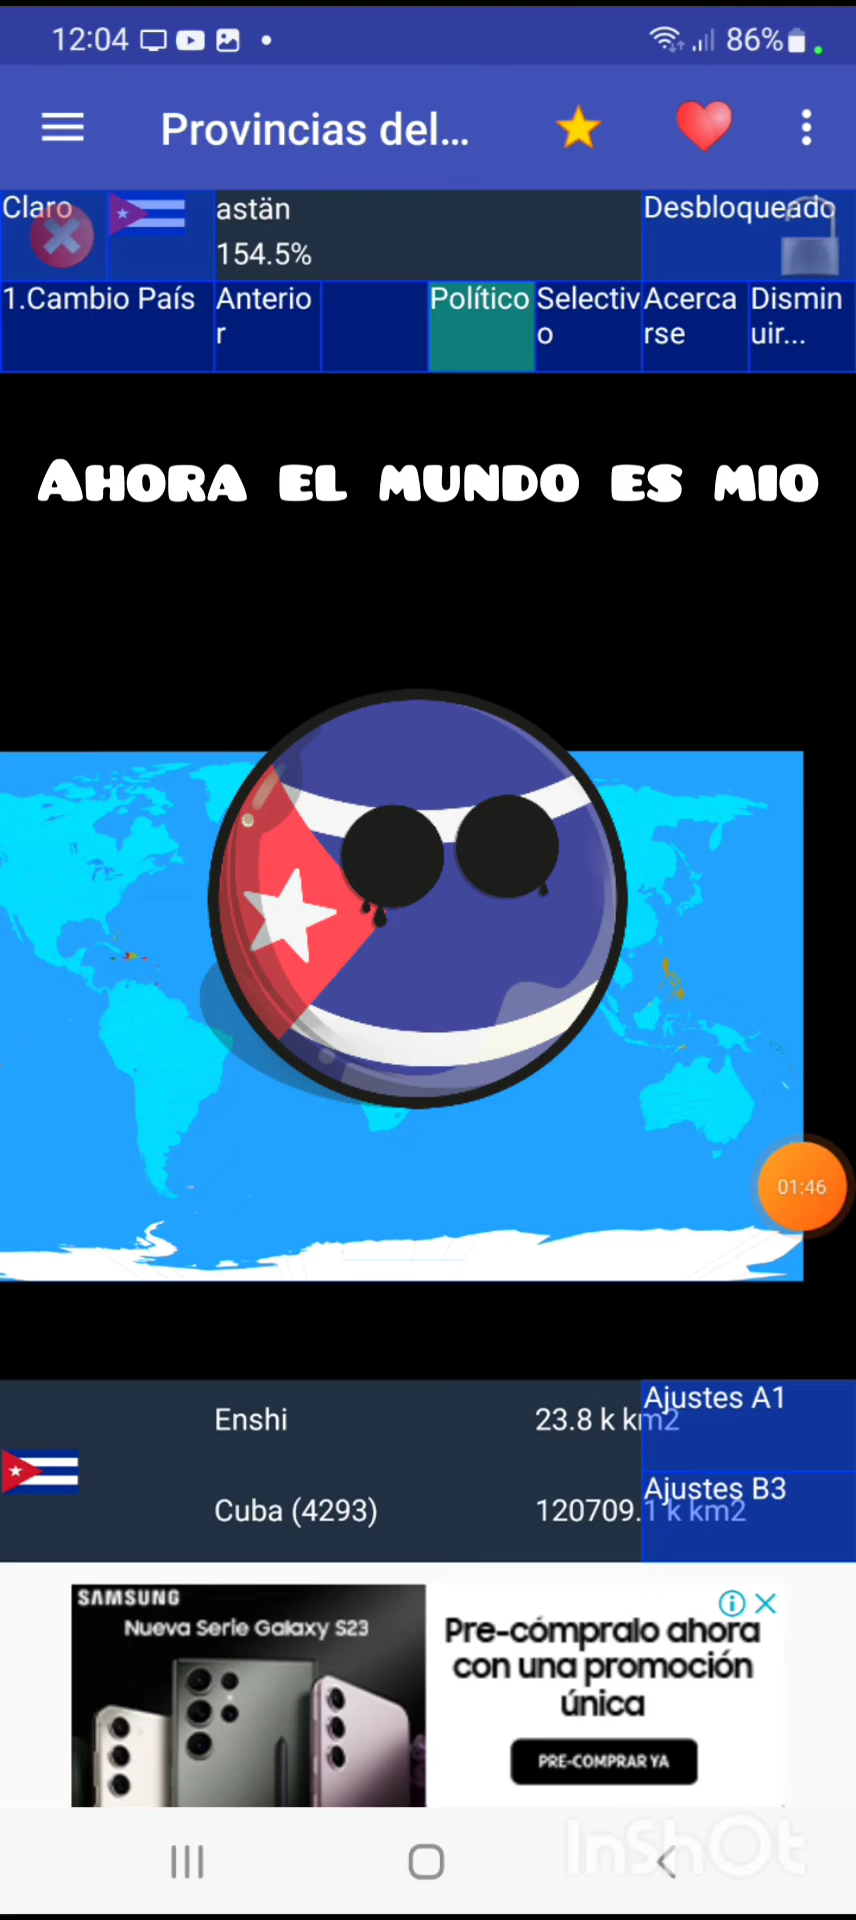 12:04
86%
Provincias del...
Claro
astän
154.5%
Desbloqueado
1.Cambio País
Anterio
r
Político
Selectiv
o
Acerca
rse
Dismin
uir...
AHORA EL MUNDO ES MIO
01:46
Enshi
23.8 k km2
Ajustes A1
Cuba (4293)
120709.1 k km2
Ajustes B3
SAMSUNG
Nueva Serie Galaxy S23
Pre-cómpralo ahora
con una promoción
única
PRE-COMPRAR YA
InShOt